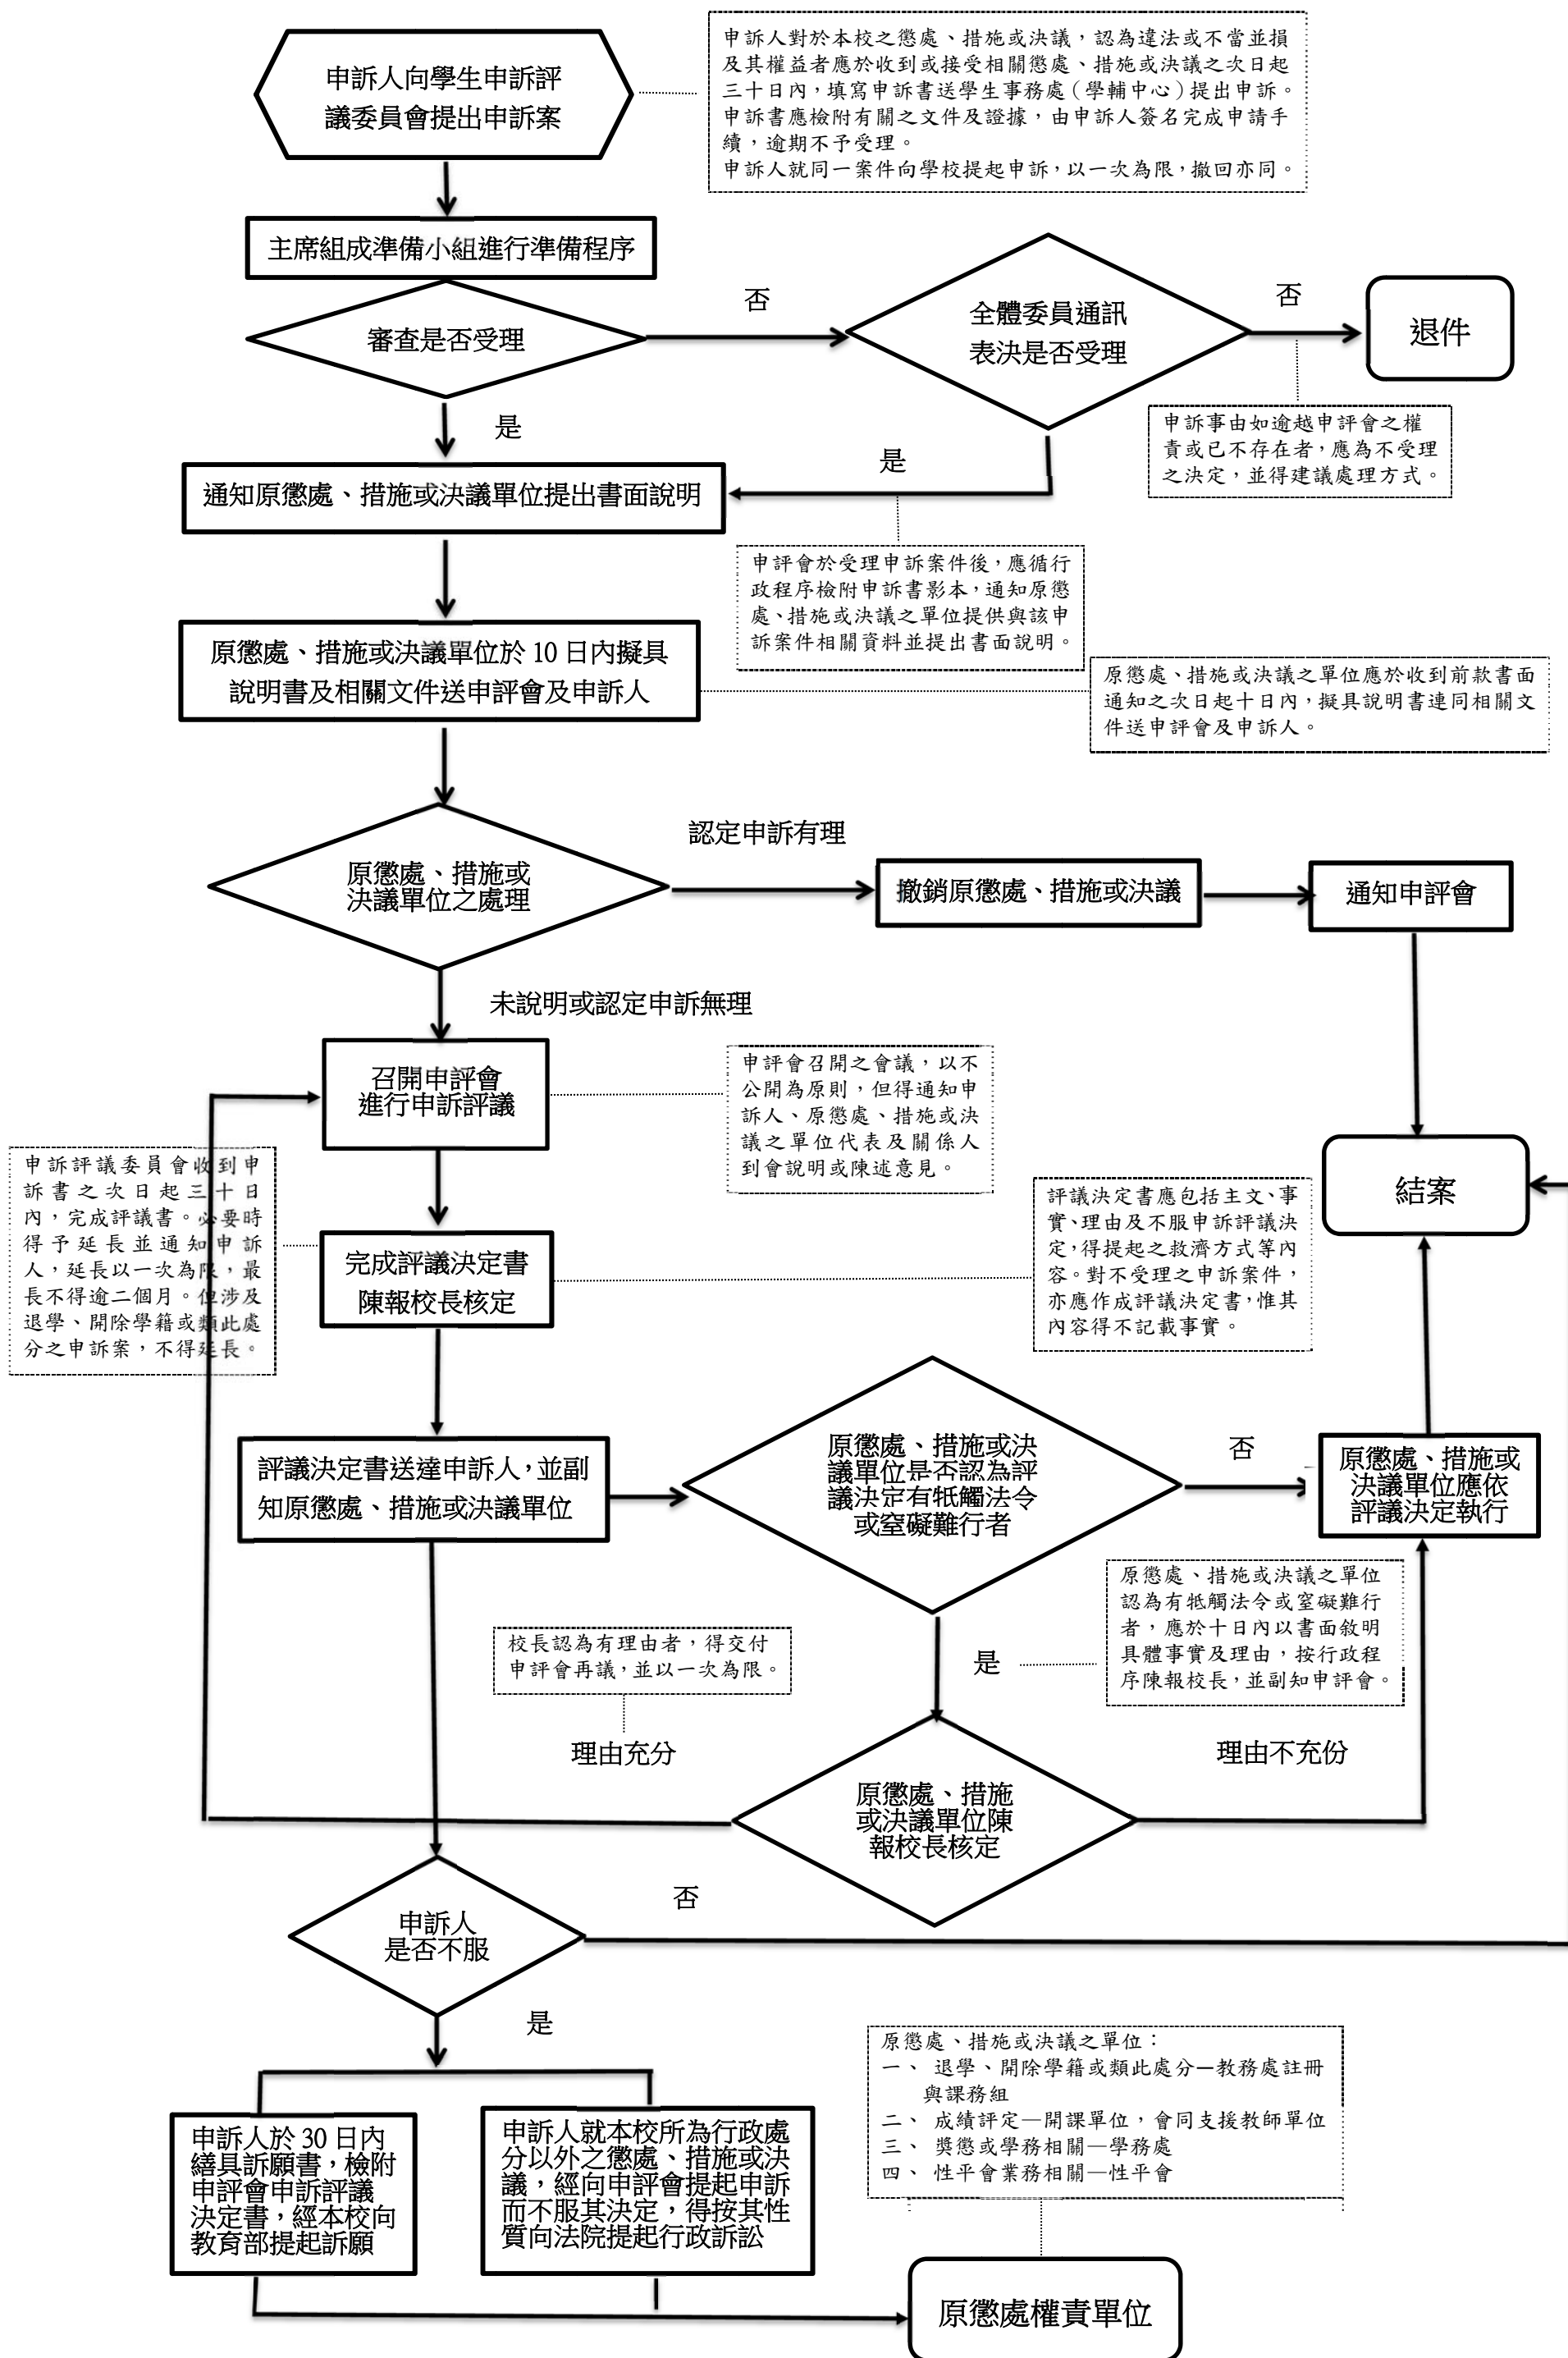 申訴人向學生申訴評
議委員會提出申訴案
申訴人對於本校之懲處、措施或決議，認為違法或不當並損
及其權益者應於收到或接受相關懲處、措施或決議之次日起
三十日內，填寫申訴書送學生事務處（學輔中心）提出申訴。
申訴書應檢附有關之文件及證據，由申訴人簽名完成申請手
續，逾期不予受理。
申訴人就同一案件向學校提起申訴，以一次為限，撤回亦同。
主席組成準備小組進行準備程序
審查是否受理
否
全體委員通訊
表決是否受理
否
退件
是
申訴事由如逾越申評會之權
責或已不存在者，應為不受理
之決定，並得建議處理方式。
是
通知原懲處、措施或決議單位提出書面說明
申評會於受理申訴案件後，應循行
政程序檢附申訴書影本，通知原懲
處、措施或決議之單位提供與該申
訴案件相關資料並提出書面說明。
原懲處、措施或決議單位於 10 日內擬具
說明書及相關文件送申評會及申訴人
原懲處、措施或決議之單位應於收到前款書面
通知之次日起十日內，擬具說明書連同相關文
件送申評會及申訴人。
原懲處、措施或
決議單位之處理
認定申訴有理
撤銷原懲處、措施或決議
通知申評會
未說明或認定申訴無理
召開申評會
進行申訴評議
申評會召開之會議，以不
公開為原則，但得通知申
訴人、原懲處、措施或決
議之單位代表及關係人
到會說明或陳述意見。
申訴評議委員會收到申
訴書之次日起三十日
內，完成評議書。必要時
得予延長並通知申訴
人，延長以一次為限，最
長不得逾二個月。但涉及
退學、開除學籍或類此處
分之申訴案，不得延長。
結案
評議決定書應包括主文、事
實、理由及不服申訴評議決
定，得提起之救濟方式等內
容。對不受理之申訴案件，
亦應作成評議決定書，惟其
內容得不記載事實。
完成評議決定書
陳報校長核定
評議決定書送達申訴人，並副
知原懲處、措施或決議單位
原懲處、措施或決
議單位是否認為評
議決定有牴觸法令
或窒礙難行者
否
原懲處、措施或
決議單位應依
評議決定執行
原懲處、措施或決議之單位
認為有牴觸法令或窒礙難行
者，應於十日內以書面敘明
具體事實及理由，按行政程
序陳報校長，並副知申評會。
是
校長認為有理由者，得交付
申評會再議，並以一次為限。
理由充分
理由不充份
原懲處、措施
或決議單位陳
報校長核定
申訴人
是否不服
否
是
申訴人於 30 日內
繕具訴願書，檢附
申評會申訴評議
決定書，經本校向
教育部提起訴願
申訴人就本校所為行政處
分以外之懲處、措施或決
議，經向申評會提起申訴
而不服其決定，得按其性
質向法院提起行政訴訟
原懲處、措施或決議之單位：
一、 退學、開除學籍或類此處分—教務處註冊
與課務組
二、 成績評定—開課單位，會同支援教師單位
三、 獎懲或學務相關—學務處
四、 性平會業務相關—性平會
原懲處權責單位